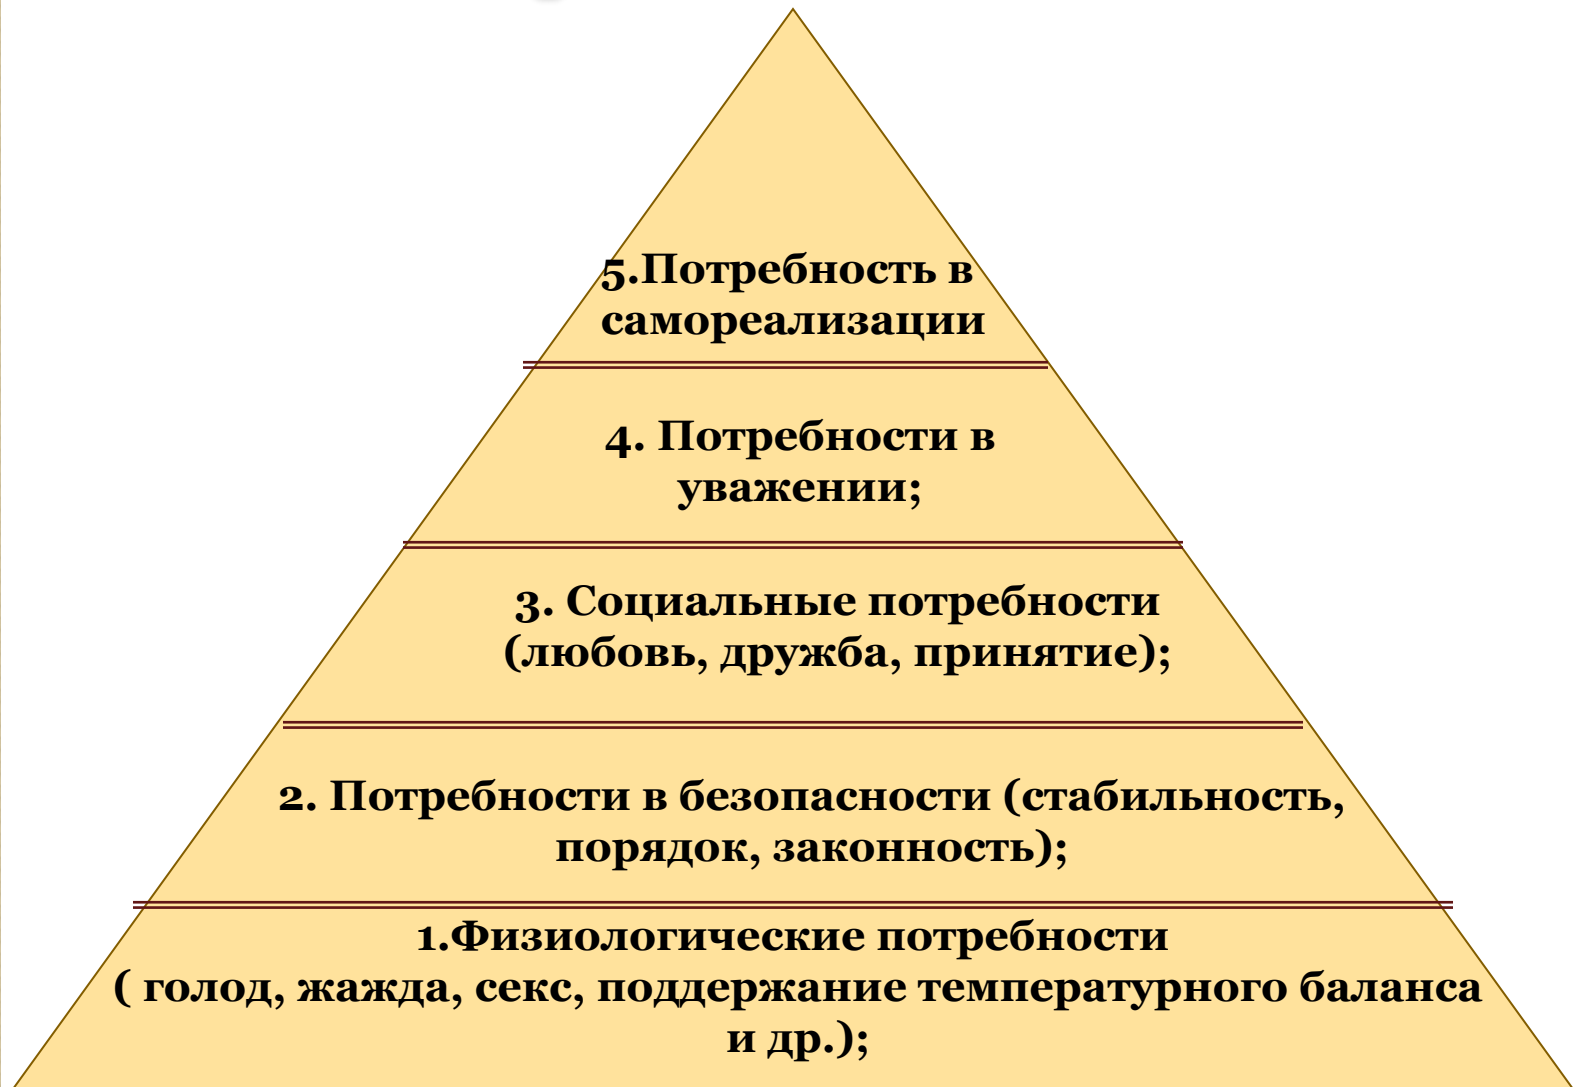 5.Потребность в
самореализации
4. Потребности в
уважении;
3. Социальные потребности
(любовь, дружба, принятие);
2. Потребности в безопасности (стабильность,
порядок, законность);
1.Физиологические потребности
( голод, жажда, секс, поддержание температурного баланса
и др.);